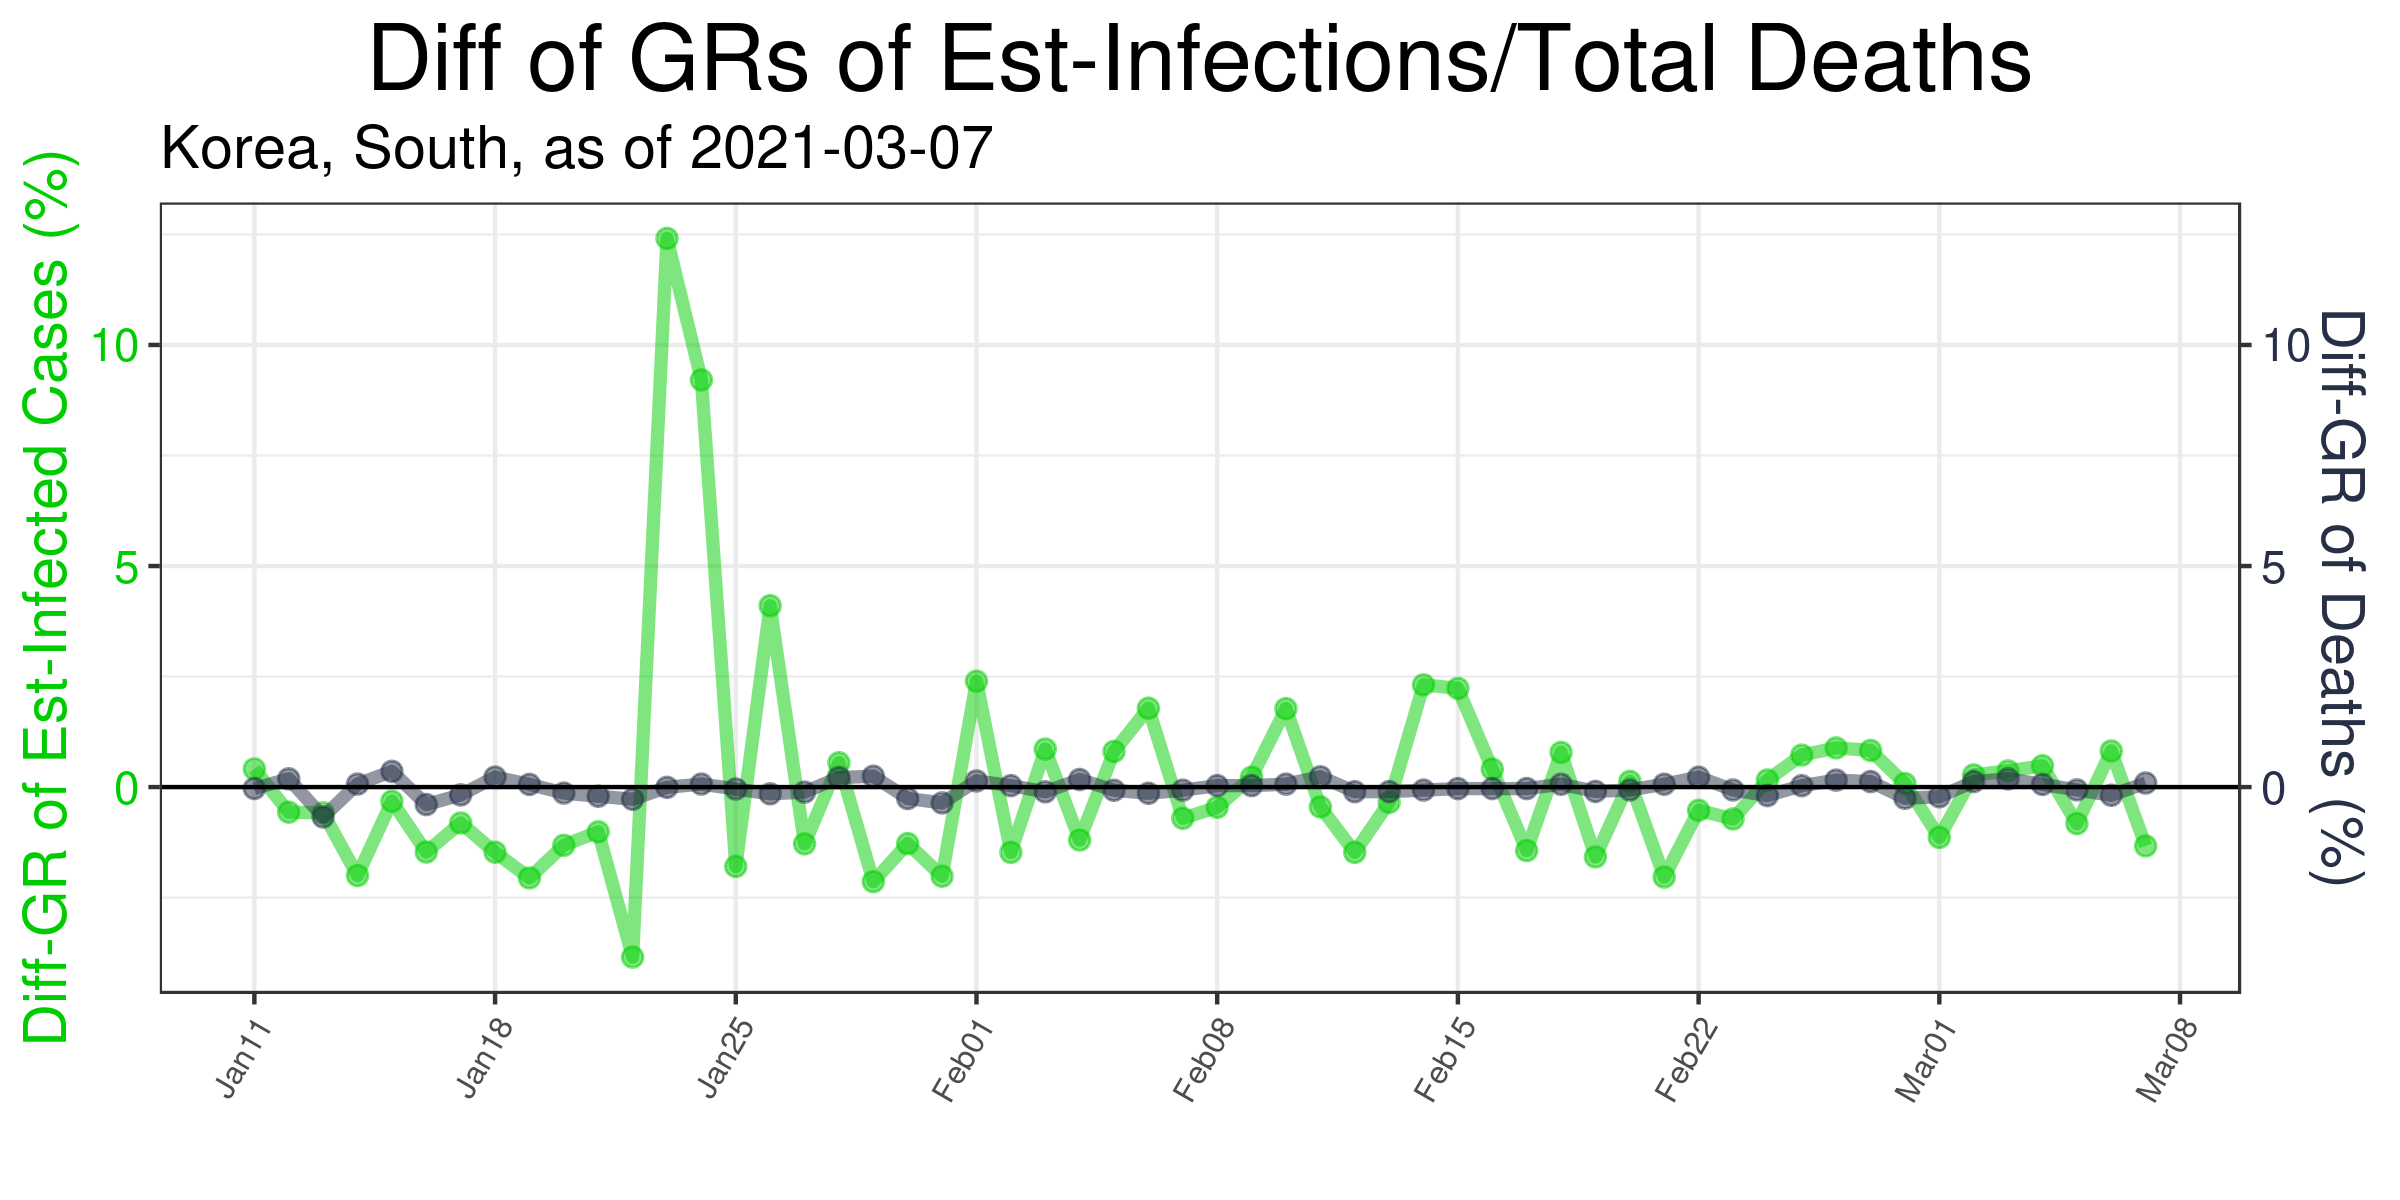 Diff of GRs of Est-Infections/Total Deaths
Korea, South, as of 2021-03-07
Diff-GR of Est-Infected Cases (%)
10
5
0
10
5
0
Diff-GR of Deaths (%)
Jan11
Jan18
Jan25
Feb01
Feb08
Feb15
Feb22
Mar01
Mar08